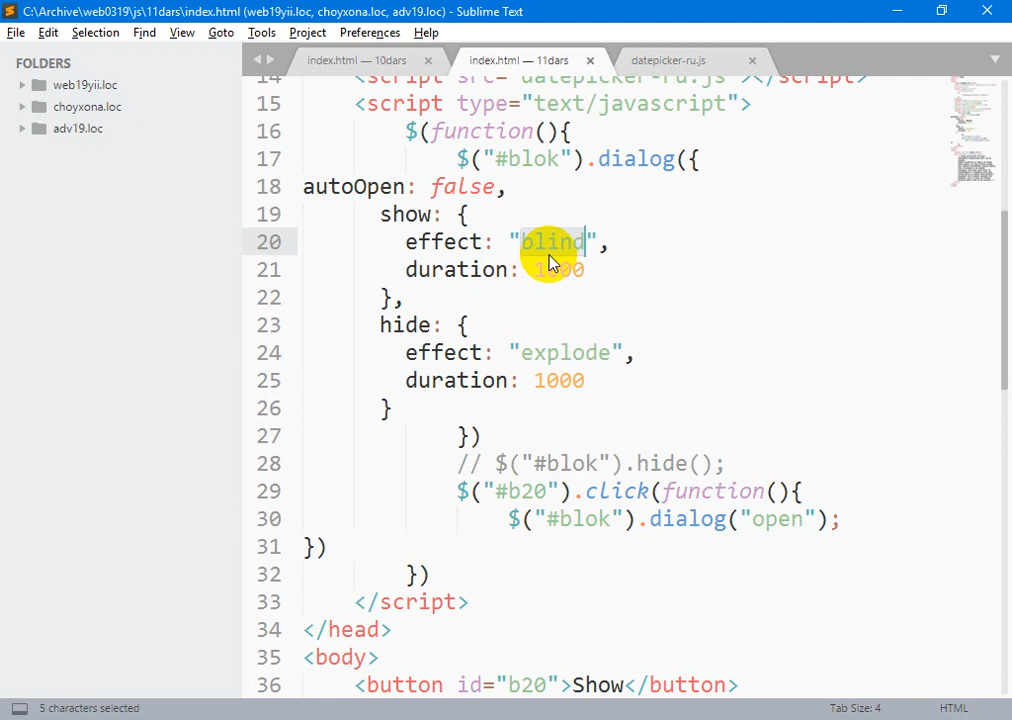 C:\Archive\web0319\js\11dars\index.html (web19yii.loc, choyxona.loc, adv19.loc) - Sublime Text
File Edit Selection Find View Goto Tools Project Preferences Help
FOLDERS
web19yii.loc
choyxona.loc
adv19.loc
index.html — 10dars
index.html — 11dars
datepicker-ru.js
14 <script src="datepicker-ru.js"></script>
15 <script type="text/javascript">
16 $(function(){
17 $("#blok").dialog({
18 autoOpen: false,
19 show: {
20 effect: "blind",
21 duration: 1000
22 },
23 hide: {
24 effect: "explode",
25 duration: 1000
26 }
27 })
28 // $("#blok").hide();
29 $("#b20").click(function(){
30 $("#blok").dialog("open");
31 })
32 })
33 </script>
34 </head>
35 <body>
36 <button id="b20">Show</button>
5 characters selected
Tab Size: 4
HTML